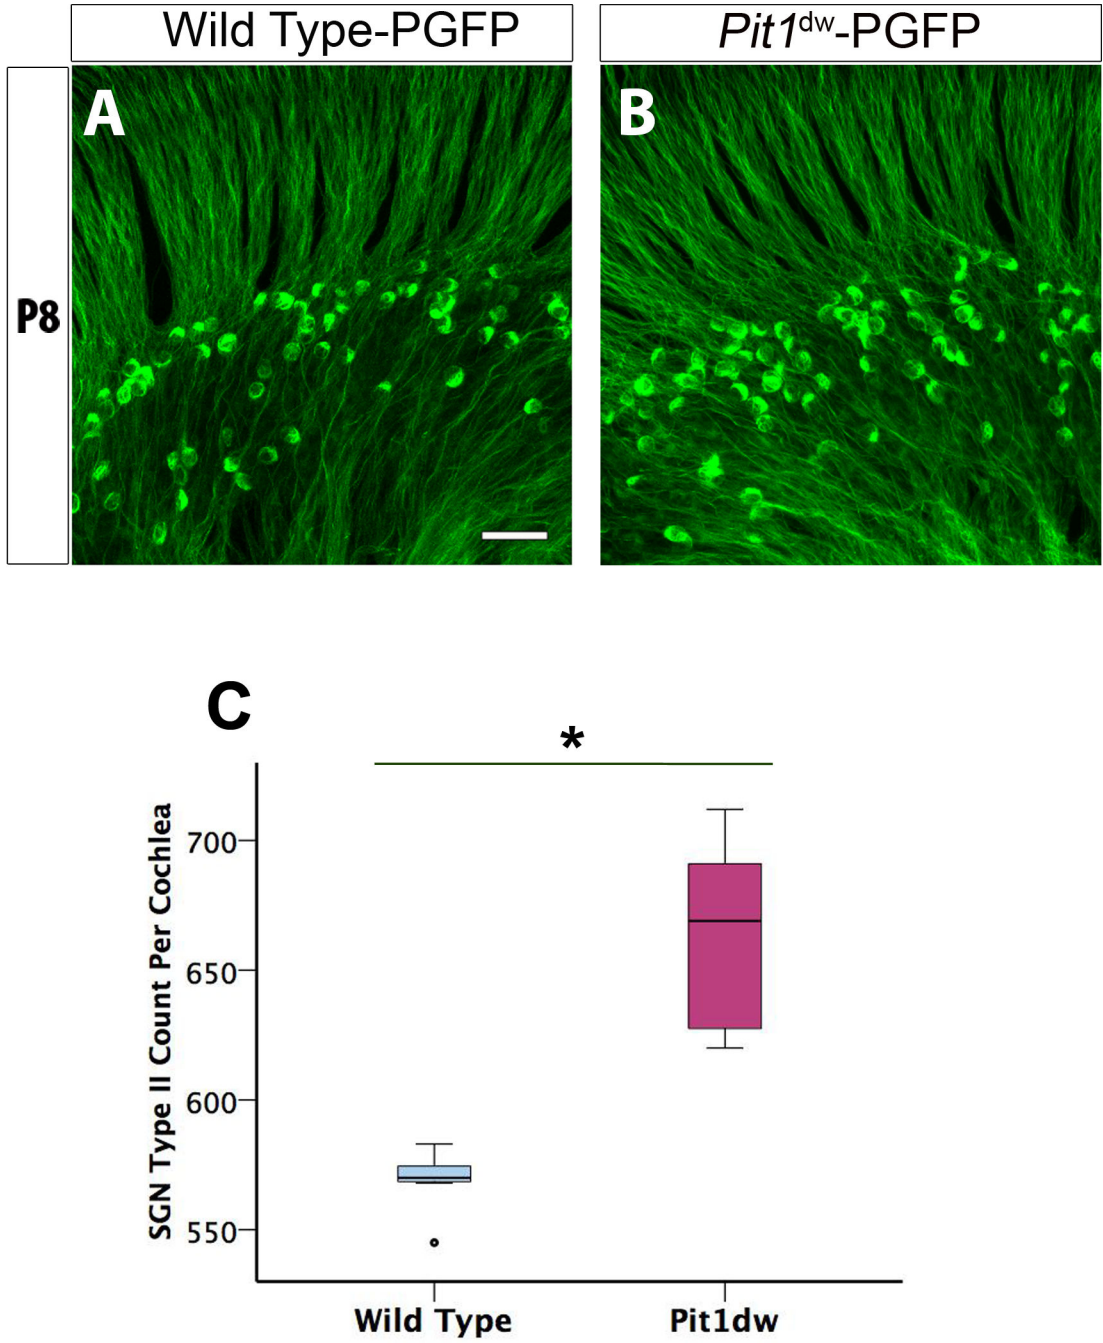 Wild Type-PGFP
Pit1dw-PGFP
A
B
P8
C
*
SGN Type II Count Per Cochlea
700
650
600
550
Wild Type
Pit1dw